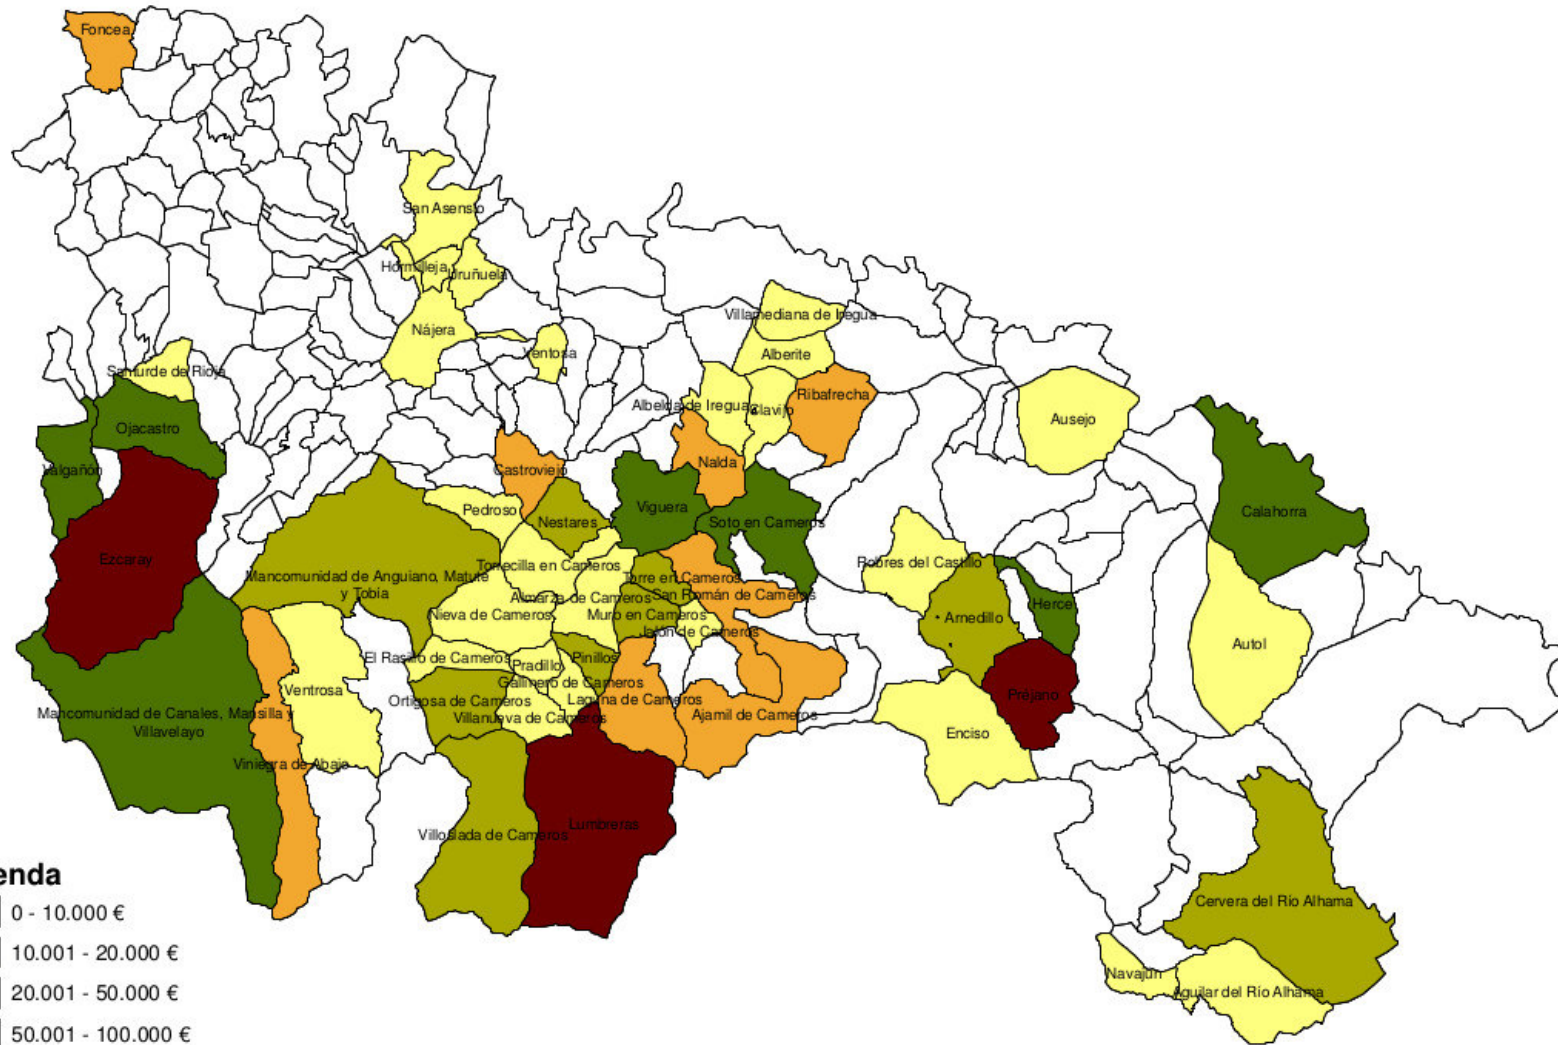 Foncea
San Asensio
Hormilleja
Uruñuela
Nájera
Ventosa
Villamediana de Iregua
Alberite
Santurde de Rioja
Albelda de Iregua
Clavijo
Ribafrecha
Ausejo
Ojacastro
Valgañón
Castroviejo
Nalda
Calahorra
Pedroso
Nestares
Viguera
Soto en Cameros
Ezcaray
Torrecilla en Cameros
Robres del Castillo
Mancomunidad de Anguiano, Matute
y Tobia
Torre en Cameros
Almarza de Cameros
San Román de Cameros
Herce
Nieva de Cameros
Muro en Cameros
Arnedillo
Jalón de Cameros
Autol
El Rasillo de Cameros
Pradillo
Pinillos
Gallinero de Cameros
Ventrosa
Ortigosa de Cameros
Laguna de Cameros
Préjano
Mancomunidad de Canales, Mansilla y
Villavelayo
Villanueva de Cameros
Ajamil de Cameros
Enciso
Viniegra de Abajo
Villoslada de Cameros
Lumbreras
Cervera del Río Alhama
Navajún
Aguilar del Río Alhama
enda
0 - 10.000 €
10.001 - 20.000 €
20.001 - 50.000 €
50.001 - 100.000 €